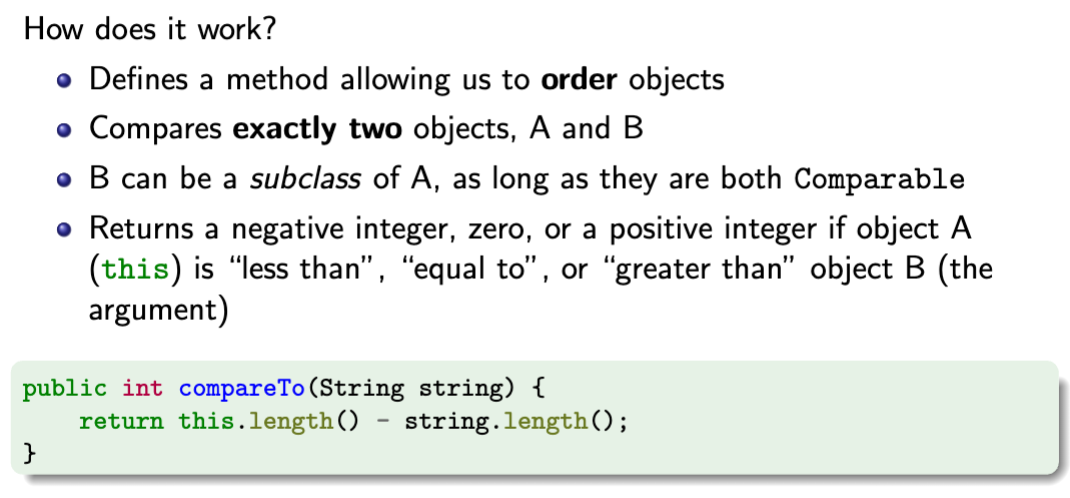 How does it work?
Defines a method allowing us to order objects
Compares exactly two objects, A and B
B can be a subclass of A, as long as they are both Comparable
Returns a negative integer, zero, or a positive integer if object A
(this) is “less than”, “equal to”, or “greater than” object B (the
argument)
public int compareTo(String string) {
    return this.length() - string.length();
}